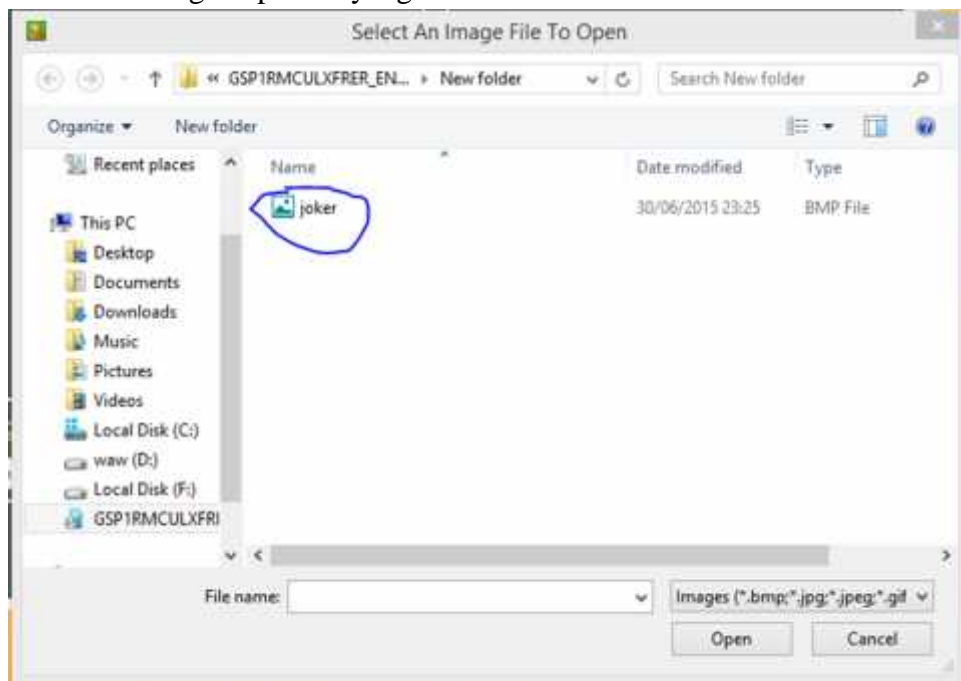 Select An Image File To Open
« GSP1RMCULXFRER_EN... ▸ New folder
Search New folder
Organize ▾ New folder
Recent places
Name Date modified Type
joker 30/06/2015 23:25 BMP File
This PC
Desktop
Documents
Downloads
Music
Pictures
Videos
Local Disk (C:)
waw (D:)
Local Disk (F:)
GSP1RMCULXFRI
File name: Images (*.bmp;*.jpg;*.jpeg;*.gif
Open Cancel